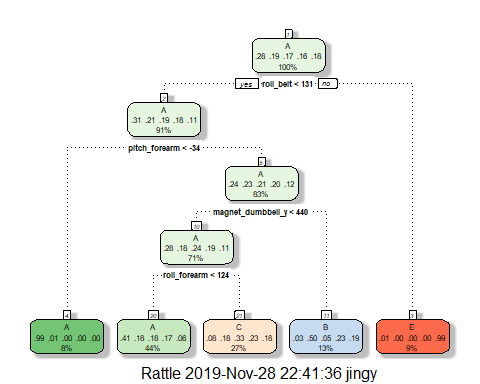 1
A
.28 .19 .17 .16 .18
100%
yes roll_belt < 131 no
2
A
.31 .21 .19 .18 .11
91%
pitch_forearm < -34
5
A
.24 .23 .21 .20 .12
83%
magnet_dumbbell_y < 440
10
A
.28 .18 .24 .19 .11
71%
roll_forearm < 124
4 20 21 11 3
A A C B E
.99 .01 .00 .00 .00 .41 .18 .18 .17 .06 .08 .18 .33 .23 .18 .03 .50 .05 .23 .19 .01 .00 .00 .00 .99
8% 44% 27% 13% 9%
Rattle 2019-Nov-28 22:41:36 jingy